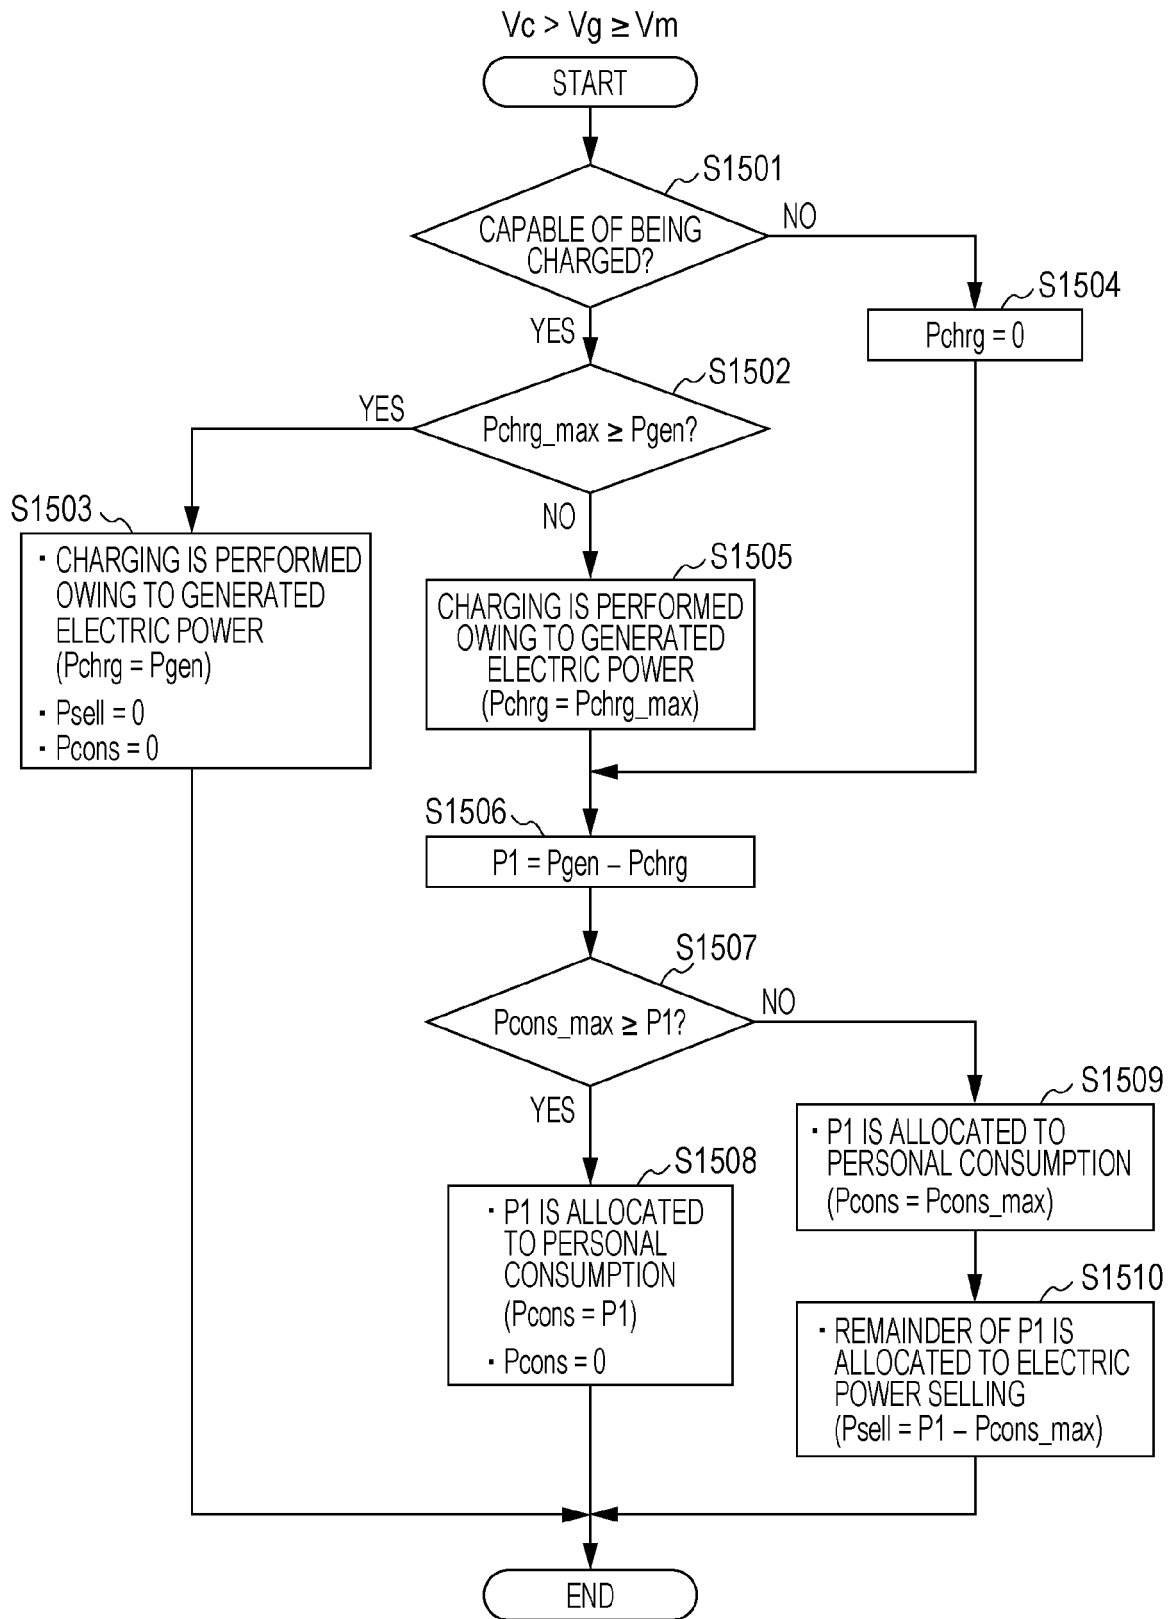 Vc > Vg ≥ Vm
START
S1501
CAPABLE OF BEING
CHARGED?
NO
YES
S1504
Pchrg = 0
S1502
Pchrg_max ≥ Pgen?
YES
NO
S1503
· CHARGING IS PERFORMED
OWING TO GENERATED
ELECTRIC POWER
(Pchrg = Pgen)
· Psell = 0
· Pcons = 0
S1505
CHARGING IS PERFORMED
OWING TO GENERATED
ELECTRIC POWER
(Pchrg = Pchrg_max)
S1506
P1 = Pgen – Pchrg
S1507
Pcons_max ≥ P1?
NO
YES
S1508
· P1 IS ALLOCATED
TO PERSONAL
CONSUMPTION
(Pcons = P1)
· Pcons = 0
S1509
· P1 IS ALLOCATED TO
PERSONAL CONSUMPTION
(Pcons = Pcons_max)
S1510
· REMAINDER OF P1 IS
ALLOCATED TO ELECTRIC
POWER SELLING
(Psell = P1 – Pcons_max)
END